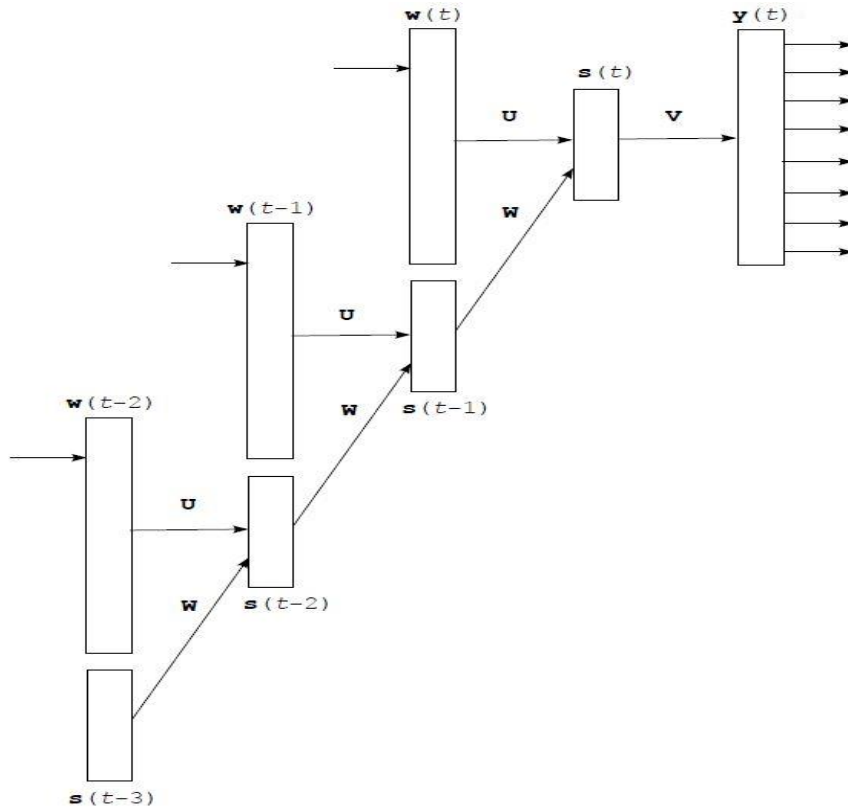 w(t)
y(t)
s(t)
U
V
w(t-1)
W
U
w(t-2)
W
s(t-1)
U
W
s(t-2)
s(t-3)